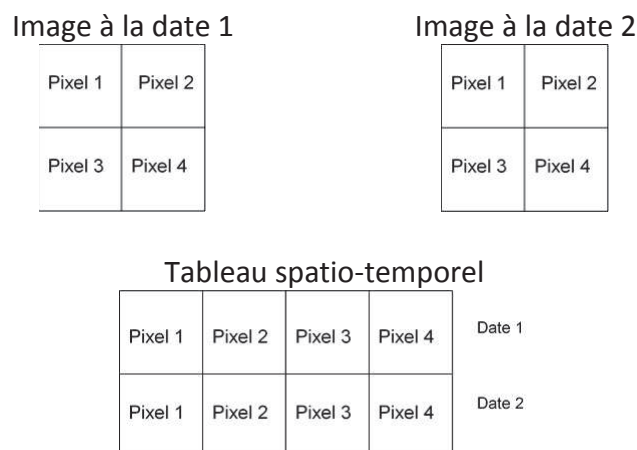 Image à la date 1
Pixel 1 Pixel 2
Pixel 3 Pixel 4
Image à la date 2
Pixel 1 Pixel 2
Pixel 3 Pixel 4
Tableau spatio-temporel
Pixel 1 Pixel 2 Pixel 3 Pixel 4 Date 1
Pixel 1 Pixel 2 Pixel 3 Pixel 4 Date 2